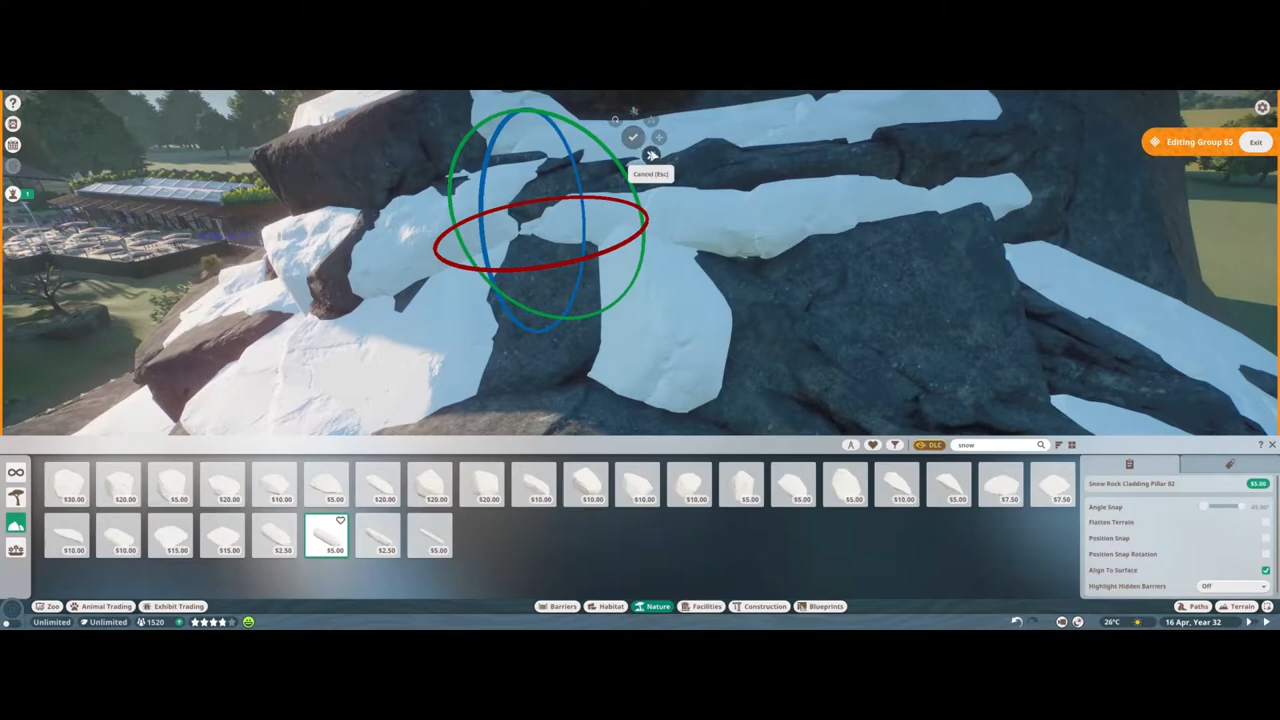 ?
Editing Group 65
Exit
1
Cancel (Esc)
DLC
snow
? ×
$30.00 $20.00 $5.00 $20.00 $10.00 $5.00 $20.00 $20.00 $20.00 $10.00 $10.00 $10.00 $10.00 $5.00 $5.00 $5.00 $10.00 $5.00 $7.50 $7.50
$10.00 $10.00 $15.00 $15.00 $2.50 $5.00 $2.50 $5.00
Snow Rock Cladding Pillar 02 $5.00
Angle Snap 45.00°
Flatten Terrain
Position Snap
Position Snap Rotation
Align To Surface
Highlight Hidden Barriers Off
Zoo Animal Trading Exhibit Trading Barriers Habitat Nature Facilities Construction Blueprints Paths Terrain
Unlimited Unlimited 1520 26°C 16 Apr, Year 32